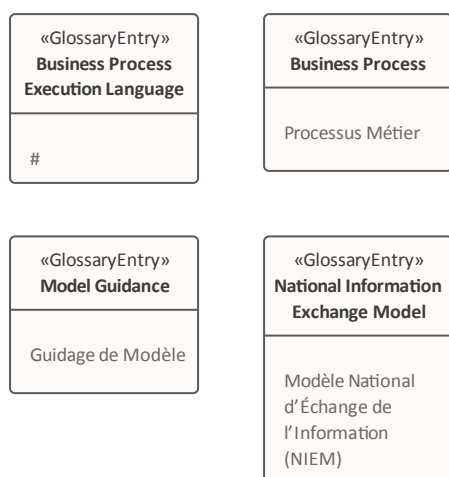 «GlossaryEntry»
Business Process
Execution Language
#
«GlossaryEntry»
Business Process
Processus Métier
«GlossaryEntry»
Model Guidance
Guidage de Modèle
«GlossaryEntry»
National Information
Exchange Model
Modèle National
d’Échange de
l’Information
(NIEM)